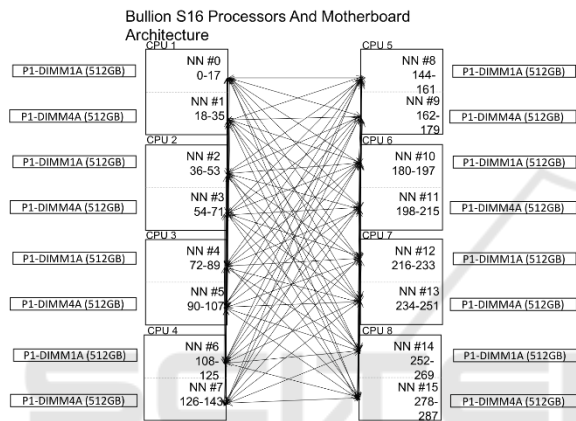 Bullion S16 Processors And Motherboard
Architecture
CPU 1
P1-DIMM1A (512GB)
NN #0
0-17
P1-DIMM4A (512GB)
NN #1
18-35
CPU 2
P1-DIMM1A (512GB)
NN #2
36-53
P1-DIMM4A (512GB)
NN #3
54-71
CPU 3
P1-DIMM1A (512GB)
NN #4
72-89
P1-DIMM4A (512GB)
NN #5
90-107
CPU 4
P1-DIMM1A (512GB)
NN #6
108-
125
P1-DIMM4A (512GB)
NN #7
126-143
CPU 5
NN #8
144-
161
P1-DIMM1A (512GB)
NN #9
162-
179
P1-DIMM4A (512GB)
CPU 6
NN #10
180-197
P1-DIMM1A (512GB)
NN #11
198-215
P1-DIMM4A (512GB)
CPU 7
NN #12
216-233
P1-DIMM1A (512GB)
NN #13
234-251
P1-DIMM4A (512GB)
CPU 8
NN #14
252-
269
P1-DIMM1A (512GB)
NN #15
278-
287
P1-DIMM4A (512GB)